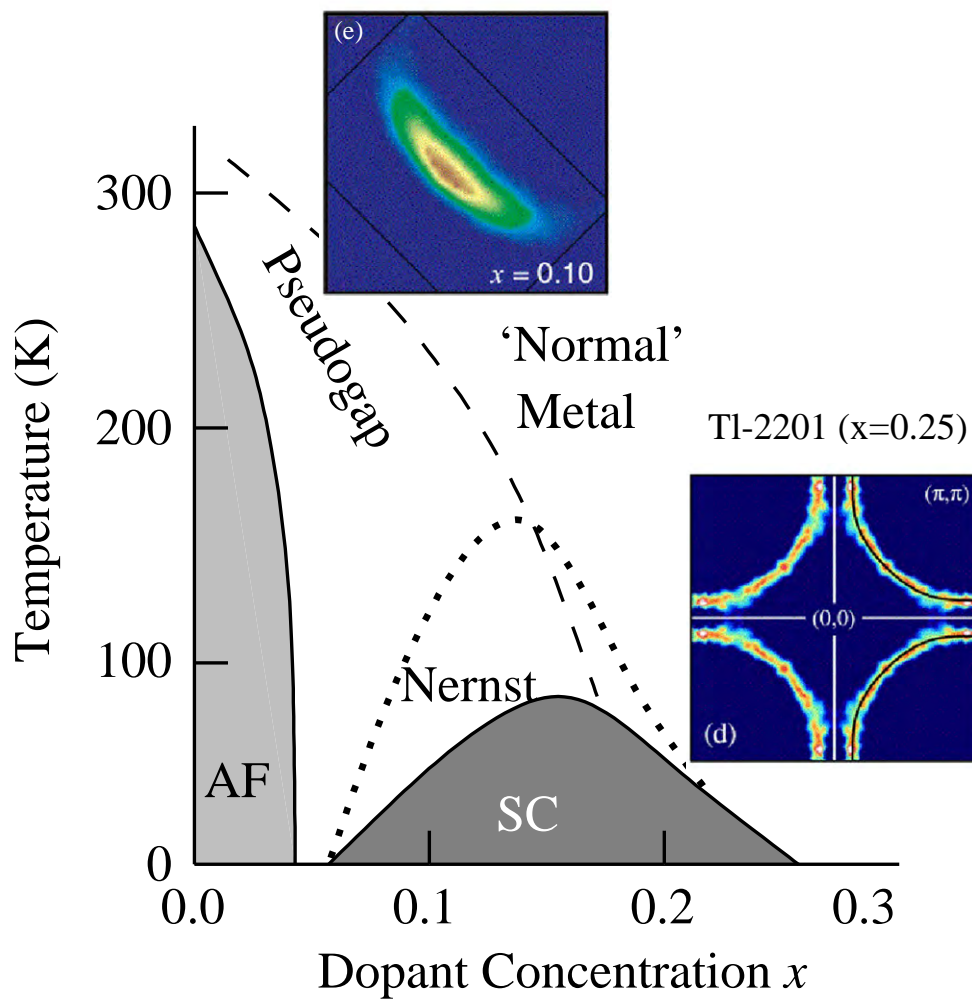 (e)
x = 0.10
300
200
100
0
Temperature (K)
Pseudogap
‘Normal’
Metal
Tl-2201 (x=0.25)
(π,π)
(0,0)
(d)
Nernst
AF
SC
0.0
0.1
0.2
0.3
Dopant Concentration x